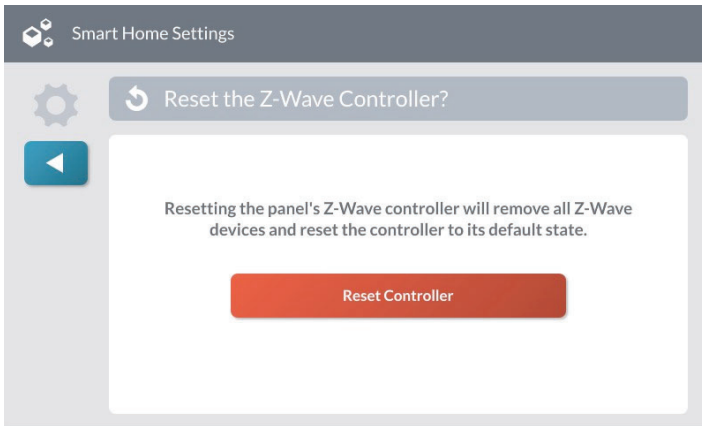 Smart Home Settings
Reset the Z-Wave Controller?
Resetting the panel's Z-Wave controller will remove all Z-Wave
devices and reset the controller to its default state.
Reset Controller